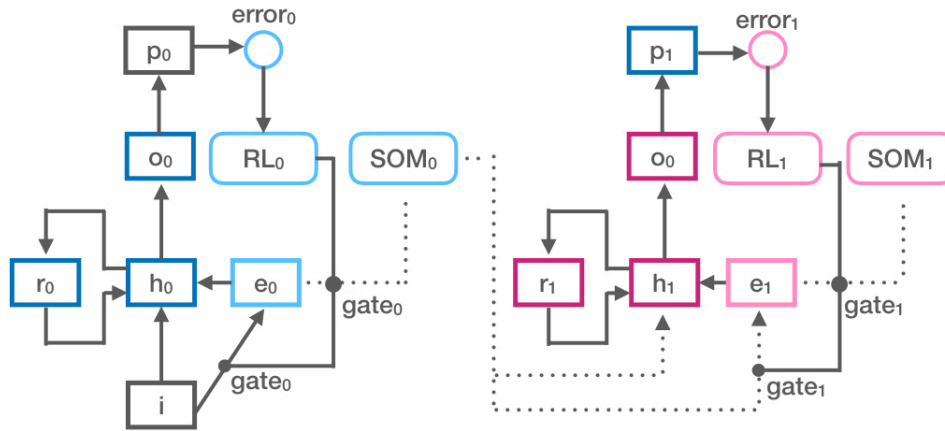 error₀
error₁
p₀
p₁
o₀
RL₀
SOM₀
o₀
RL₁
SOM₁
r₀
h₀
e₀
r₁
h₁
e₁
gate₀
gate₁
gate₀
gate₁
i